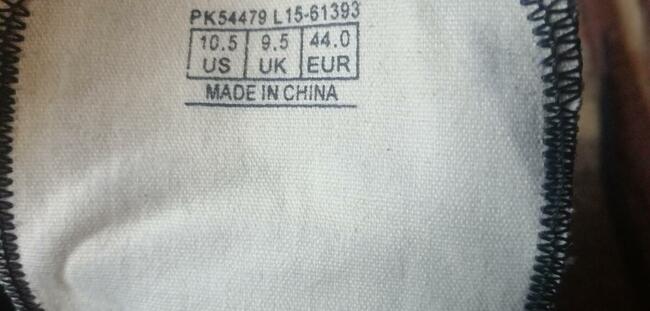 PK54479 L15-61393
10.5 9.5 44.0
US UK EUR
MADE IN CHINA